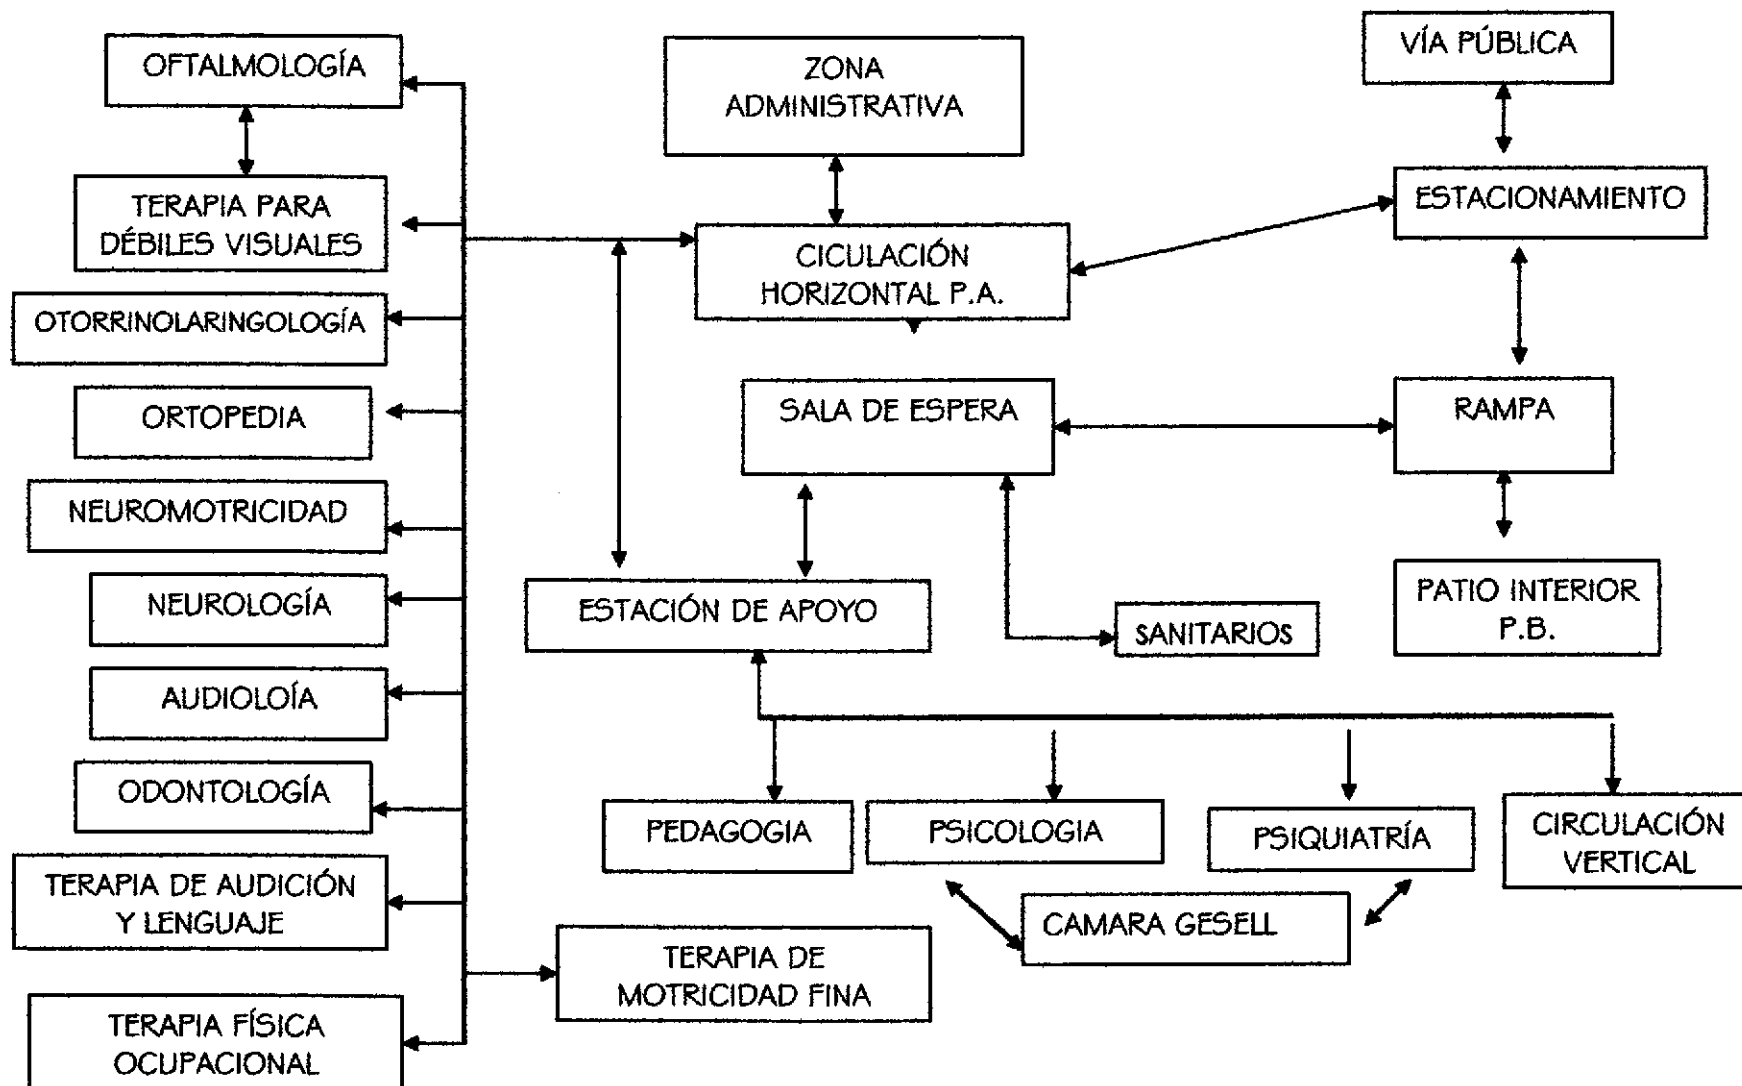 OFTALMOLOGÍA
ZONA
ADMINISTRATIVA
VÍA PÚBLICA
TERAPIA PARA
DÉBILES VISUALES
ESTACIONAMIENTO
CICULACIÓN
HORIZONTAL P.A.
OTORRINOLARINGOLOGÍA
ORTOPEDIA
SALA DE ESPERA
RAMPA
NEUROMOTRICIDAD
NEUROLOGÍA
ESTACIÓN DE APOYO
SANITARIOS
PATIO INTERIOR
P.B.
AUDIOLOÍA
ODONTOLOGÍA
PEDAGOGIA
PSICOLOGIA
PSIQUIATRÍA
CIRCULACIÓN
VERTICAL
TERAPIA DE AUDICIÓN
Y LENGUAJE
CAMARA GESELL
TERAPIA DE
MOTRICIDAD FINA
TERAPIA FÍSICA
OCUPACIONAL